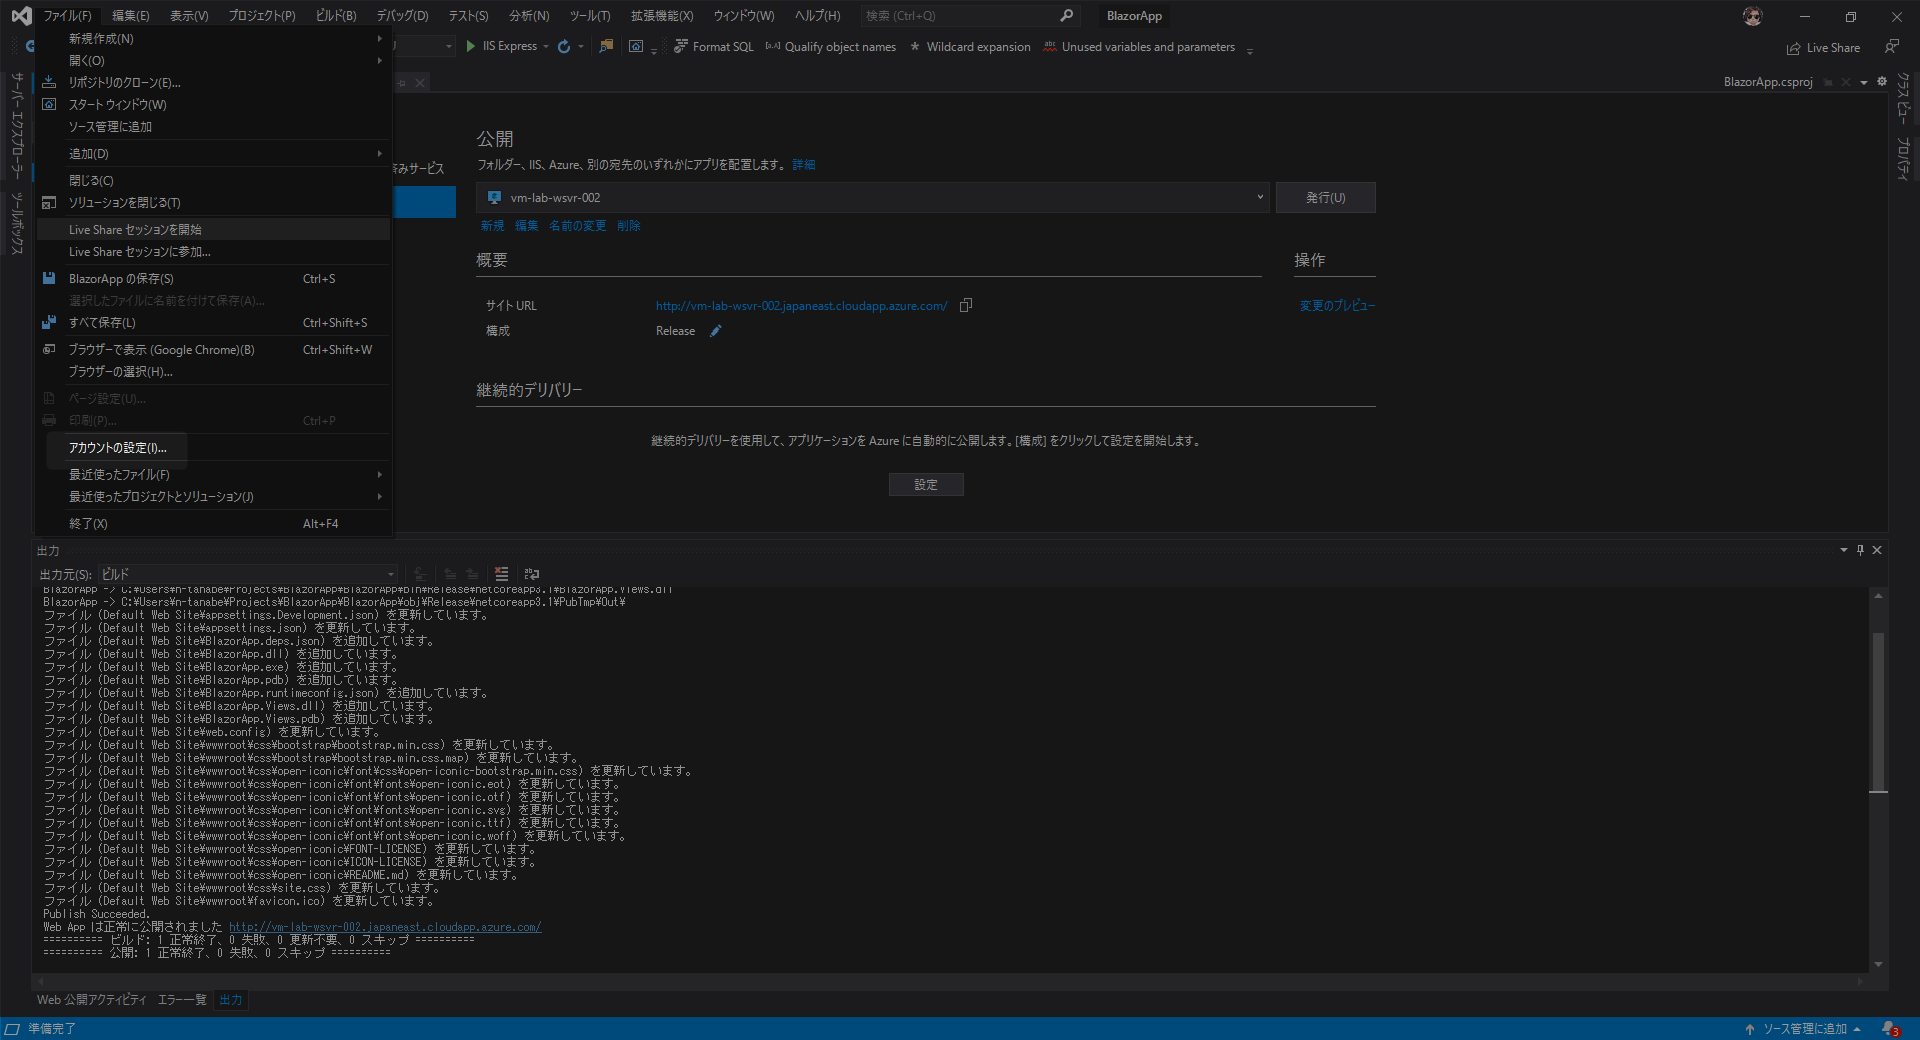 ファイル(F) 編集(E) 表示(V) プロジェクト(P) ビルド(B) デバッグ(D) テスト(S) 分析(N) ツール(T) 拡張機能(X) ウィンドウ(W) ヘルプ(H) 検索 (Ctrl+Q) BlazorApp
IIS Express Format SQL Qualify object names Wildcard expansion Unused variables and parameters Live Share
新規作成(N)
開く(O)
リポジトリのクローン(E)...
スタート ウィンドウ(W)
ソース管理に追加
追加(D)
閉じる(C)
ソリューションを閉じる(T)
Live Share セッションを開始
Live Share セッションに参加...
BlazorApp の保存(S) Ctrl+S
選択したファイルに名前を付けて保存(A)...
すべて保存(L) Ctrl+Shift+S
ブラウザーで表示 (Google Chrome)(B) Ctrl+Shift+W
ブラウザーの選択(H)...
ページ設定(U)...
印刷(P)... Ctrl+P
アカウントの設定(I)...
最近使ったファイル(F)
最近使ったプロジェクトとソリューション(J)
終了(X) Alt+F4
サーバー エクスプローラー
ツールボックス
BlazorApp.csproj
クラス ビュー
プロパティ
済みサービス
公開
フォルダー、IIS、Azure、別の宛先のいずれかにアプリを配置します。 詳細
vm-lab-wsvr-002 発行(U)
新規 編集 名前の変更 削除
概要 操作
サイト URL http://vm-lab-wsvr-002.japaneast.cloudapp.azure.com/ 変更のプレビュー
構成 Release
継続的デリバリー
継続的デリバリーを使用して、アプリケーションを Azure に自動的に公開します。[構成] をクリックして設定を開始します。
設定
出力
出力元(S): ビルド
BlazorApp -> C:¥Users¥n-tanabe¥Projects¥BlazorApp¥BlazorApp¥bin¥Release¥netcoreapp3.1¥BlazorApp.Views.dll
BlazorApp -> C:¥Users¥n-tanabe¥Projects¥BlazorApp¥BlazorApp¥obj¥Release¥netcoreapp3.1¥PubTmp¥Out¥
ファイル (Default Web Site¥appsettings.Development.json) を更新しています。
ファイル (Default Web Site¥appsettings.json) を更新しています。
ファイル (Default Web Site¥BlazorApp.deps.json) を追加しています。
ファイル (Default Web Site¥BlazorApp.dll) を追加しています。
ファイル (Default Web Site¥BlazorApp.exe) を追加しています。
ファイル (Default Web Site¥BlazorApp.pdb) を追加しています。
ファイル (Default Web Site¥BlazorApp.runtimeconfig.json) を追加しています。
ファイル (Default Web Site¥BlazorApp.Views.dll) を追加しています。
ファイル (Default Web Site¥BlazorApp.Views.pdb) を追加しています。
ファイル (Default Web Site¥web.config) を更新しています。
ファイル (Default Web Site¥wwwroot¥css¥bootstrap¥bootstrap.min.css) を更新しています。
ファイル (Default Web Site¥wwwroot¥css¥bootstrap¥bootstrap.min.css.map) を更新しています。
ファイル (Default Web Site¥wwwroot¥css¥open-iconic¥font¥css¥open-iconic-bootstrap.min.css) を更新しています。
ファイル (Default Web Site¥wwwroot¥css¥open-iconic¥font¥fonts¥open-iconic.eot) を更新しています。
ファイル (Default Web Site¥wwwroot¥css¥open-iconic¥font¥fonts¥open-iconic.otf) を更新しています。
ファイル (Default Web Site¥wwwroot¥css¥open-iconic¥font¥fonts¥open-iconic.svg) を更新しています。
ファイル (Default Web Site¥wwwroot¥css¥open-iconic¥font¥fonts¥open-iconic.ttf) を更新しています。
ファイル (Default Web Site¥wwwroot¥css¥open-iconic¥font¥fonts¥open-iconic.woff) を更新しています。
ファイル (Default Web Site¥wwwroot¥css¥open-iconic¥FONT-LICENSE) を更新しています。
ファイル (Default Web Site¥wwwroot¥css¥open-iconic¥ICON-LICENSE) を更新しています。
ファイル (Default Web Site¥wwwroot¥css¥open-iconic¥README.md) を更新しています。
ファイル (Default Web Site¥wwwroot¥css¥site.css) を更新しています。
ファイル (Default Web Site¥wwwroot¥favicon.ico) を更新しています。
Publish Succeeded.
Web App は正常に公開されました http://vm-lab-wsvr-002.japaneast.cloudapp.azure.com/
========== ビルド: 1 正常終了、0 失敗、0 更新不要、0 スキップ ==========
========== 公開: 1 正常終了、0 失敗、0 スキップ ==========
Web 公開アクティビティ エラー一覧 出力
準備完了 ソース管理に追加 3